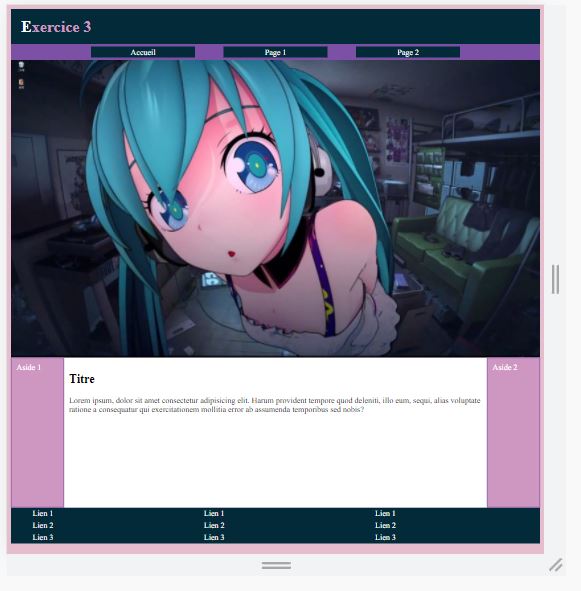 Exercice 3
Accueil Page 1 Page 2
Aside 1
Titre
Lorem ipsum, dolor sit amet consectetur adipisicing elit. Harum provident tempore quod deleniti, illo eum, sequi, alias voluptate
ratione a consequatur qui exercitationem mollitia error ab assumenda temporibus sed nobis?
Aside 2
Lien 1 Lien 1 Lien 1
Lien 2 Lien 2 Lien 2
Lien 3 Lien 3 Lien 3